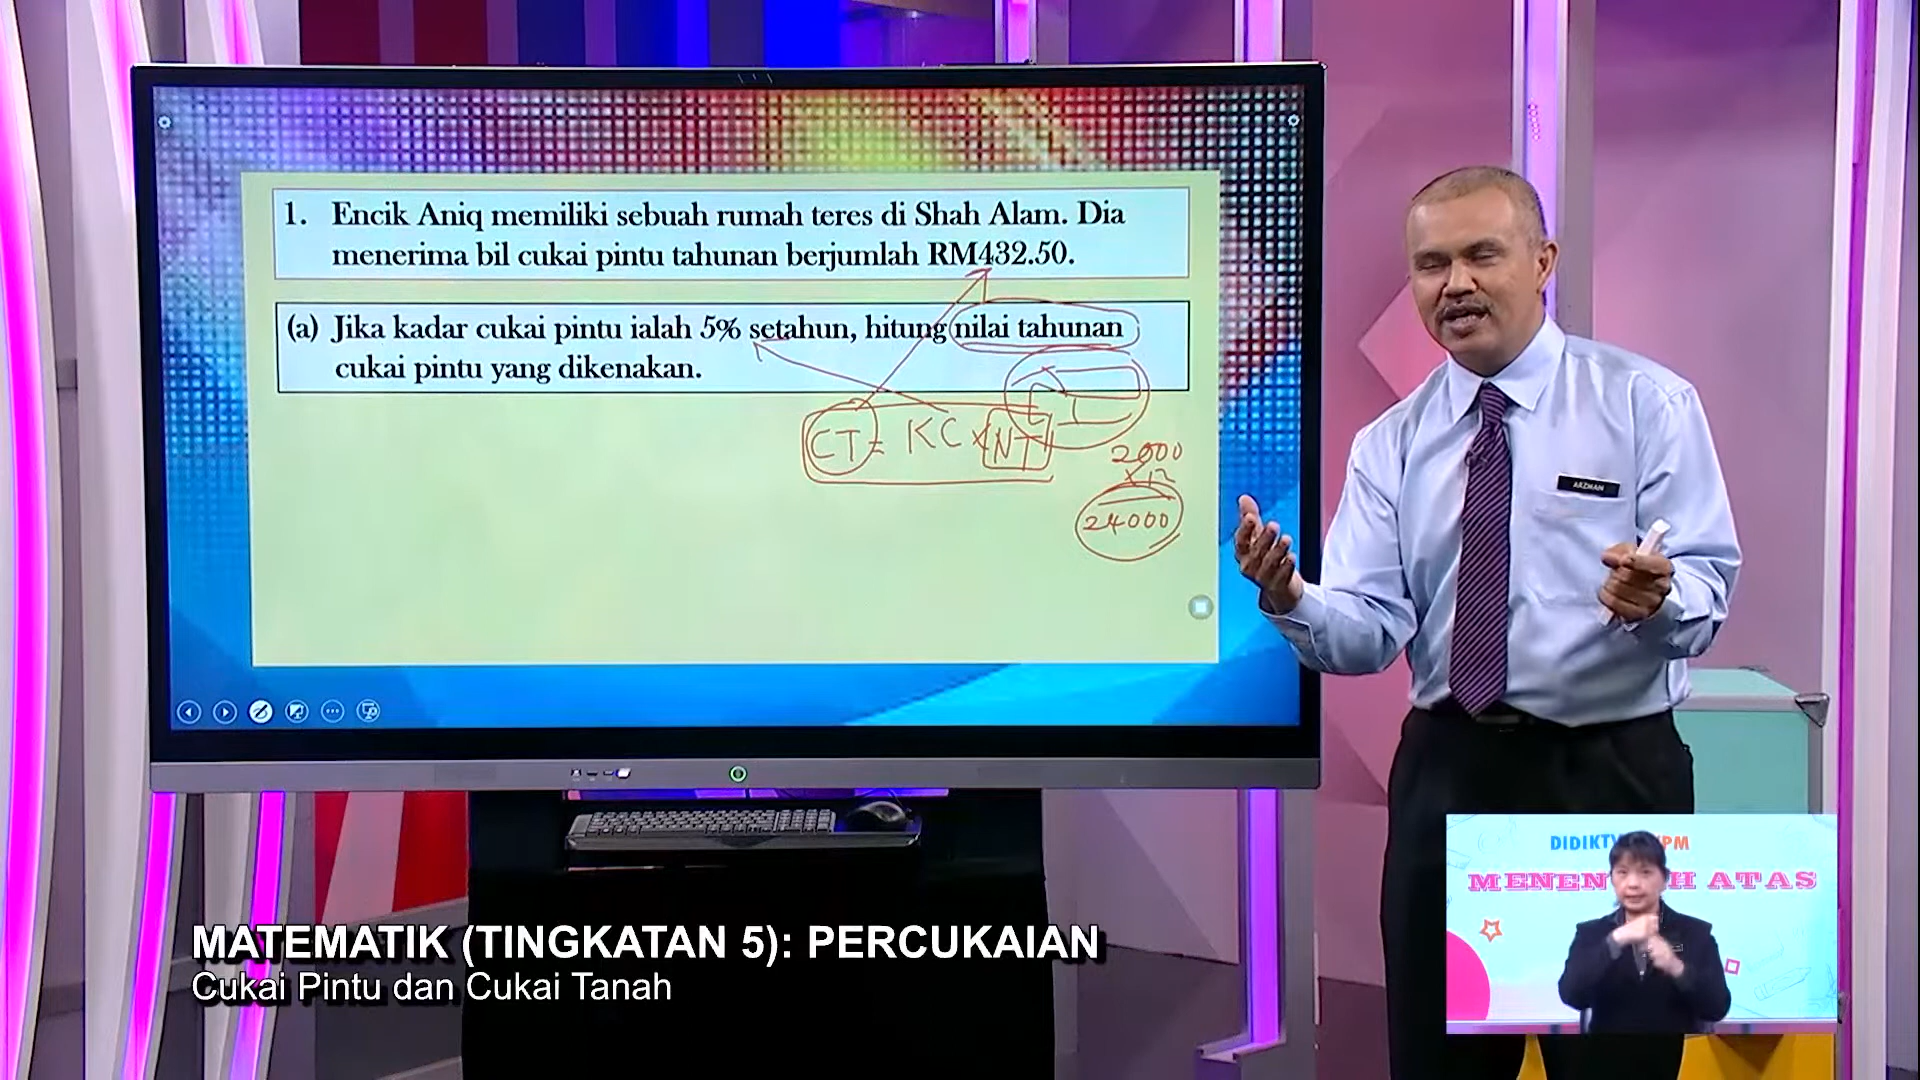 1. Encik Aniq memiliki sebuah rumah teres di Shah Alam. Dia
menerima bil cukai pintu tahunan berjumlah RM432.50.
(a) Jika kadar cukai pintu ialah 5% setahun, hitung nilai tahunan
cukai pintu yang dikenakan.
CT = KC x NT
2000
x 12
24000
ARZMAN
DIDIKTV KPM
MENEN H ATAS
MATEMATIK (TINGKATAN 5): PERCUKAIAN
Cukai Pintu dan Cukai Tanah